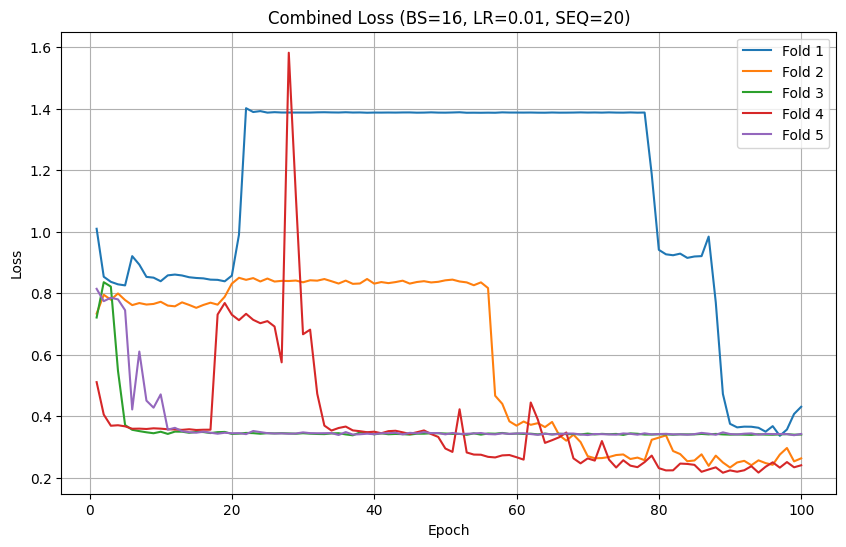 Combined Loss (BS=16, LR=0.01, SEQ=20)
1.6
1.4
1.2
1.0
0.8
0.6
0.4
0.2
Loss
Fold 1
Fold 2
Fold 3
Fold 4
Fold 5
0 20 40 60 80 100
Epoch